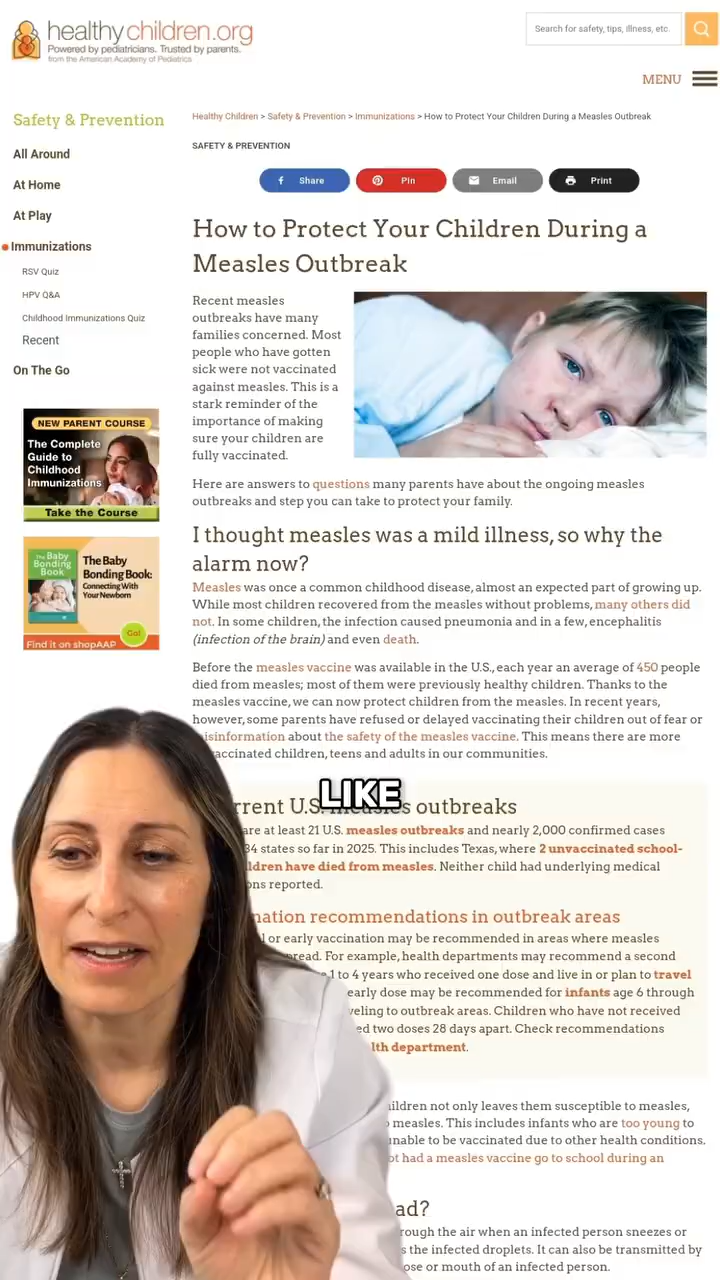 healthychildren.org
Powered by pediatricians. Trusted by parents.
from the American Academy of Pediatrics
Search for safety, tips, illness, etc.
MENU
Safety & Prevention
All Around
At Home
At Play
Immunizations
RSV Quiz
HPV Q&A
Childhood Immunizations Quiz
Recent
On The Go
NEW PARENT COURSE
The Complete
Guide to
Childhood
Immunizations
Take the Course
The Baby
Bonding
Book
The Baby
Bonding Book:
Connecting With
Your Newborn
Go!
Find it on shopAAP
Healthy Children > Safety & Prevention > Immunizations > How to Protect Your Children During a Measles Outbreak
SAFETY & PREVENTION
Share
Pin
Email
Print
How to Protect Your Children During a
Measles Outbreak
Recent measles
outbreaks have many
families concerned. Most
people who have gotten
sick were not vaccinated
against measles. This is a
stark reminder of the
importance of making
sure your children are
fully vaccinated.
Here are answers to questions many parents have about the ongoing measles
outbreaks and step you can take to protect your family.
I thought measles was a mild illness, so why the
alarm now?
Measles was once a common childhood disease, almost an expected part of growing up.
While most children recovered from the measles without problems, many others did
not. In some children, the infection caused pneumonia and in a few, encephalitis
(infection of the brain) and even death.
Before the measles vaccine was available in the U.S., each year an average of 450 people
died from measles; most of them were previously healthy children. Thanks to the
measles vaccine, we can now protect children from the measles. In recent years,
however, some parents have refused or delayed vaccinating their children out of fear or
isinformation about the safety of the measles vaccine. This means there are more
vaccinated children, teens and adults in our communities.
LIKE
rrent U.S. measles outbreaks
are at least 21 U.S. measles outbreaks and nearly 2,000 confirmed cases
34 states so far in 2025. This includes Texas, where 2 unvaccinated school-
ldren have died from measles. Neither child had underlying medical
ons reported.
nation recommendations in outbreak areas
l or early vaccination may be recommended in areas where measles
pread. For example, health departments may recommend a second
1 to 4 years who received one dose and live in or plan to travel
early dose may be recommended for infants age 6 through
veling to outbreak areas. Children who have not received
ed two doses 28 days apart. Check recommendations
lth department.
ildren not only leaves them susceptible to measles,
measles. This includes infants who are too young to
unable to be vaccinated due to other health conditions.
ot had a measles vaccine go to school during an
ad?
rough the air when an infected person sneezes or
s the infected droplets. It can also be transmitted by
ose or mouth of an infected person.